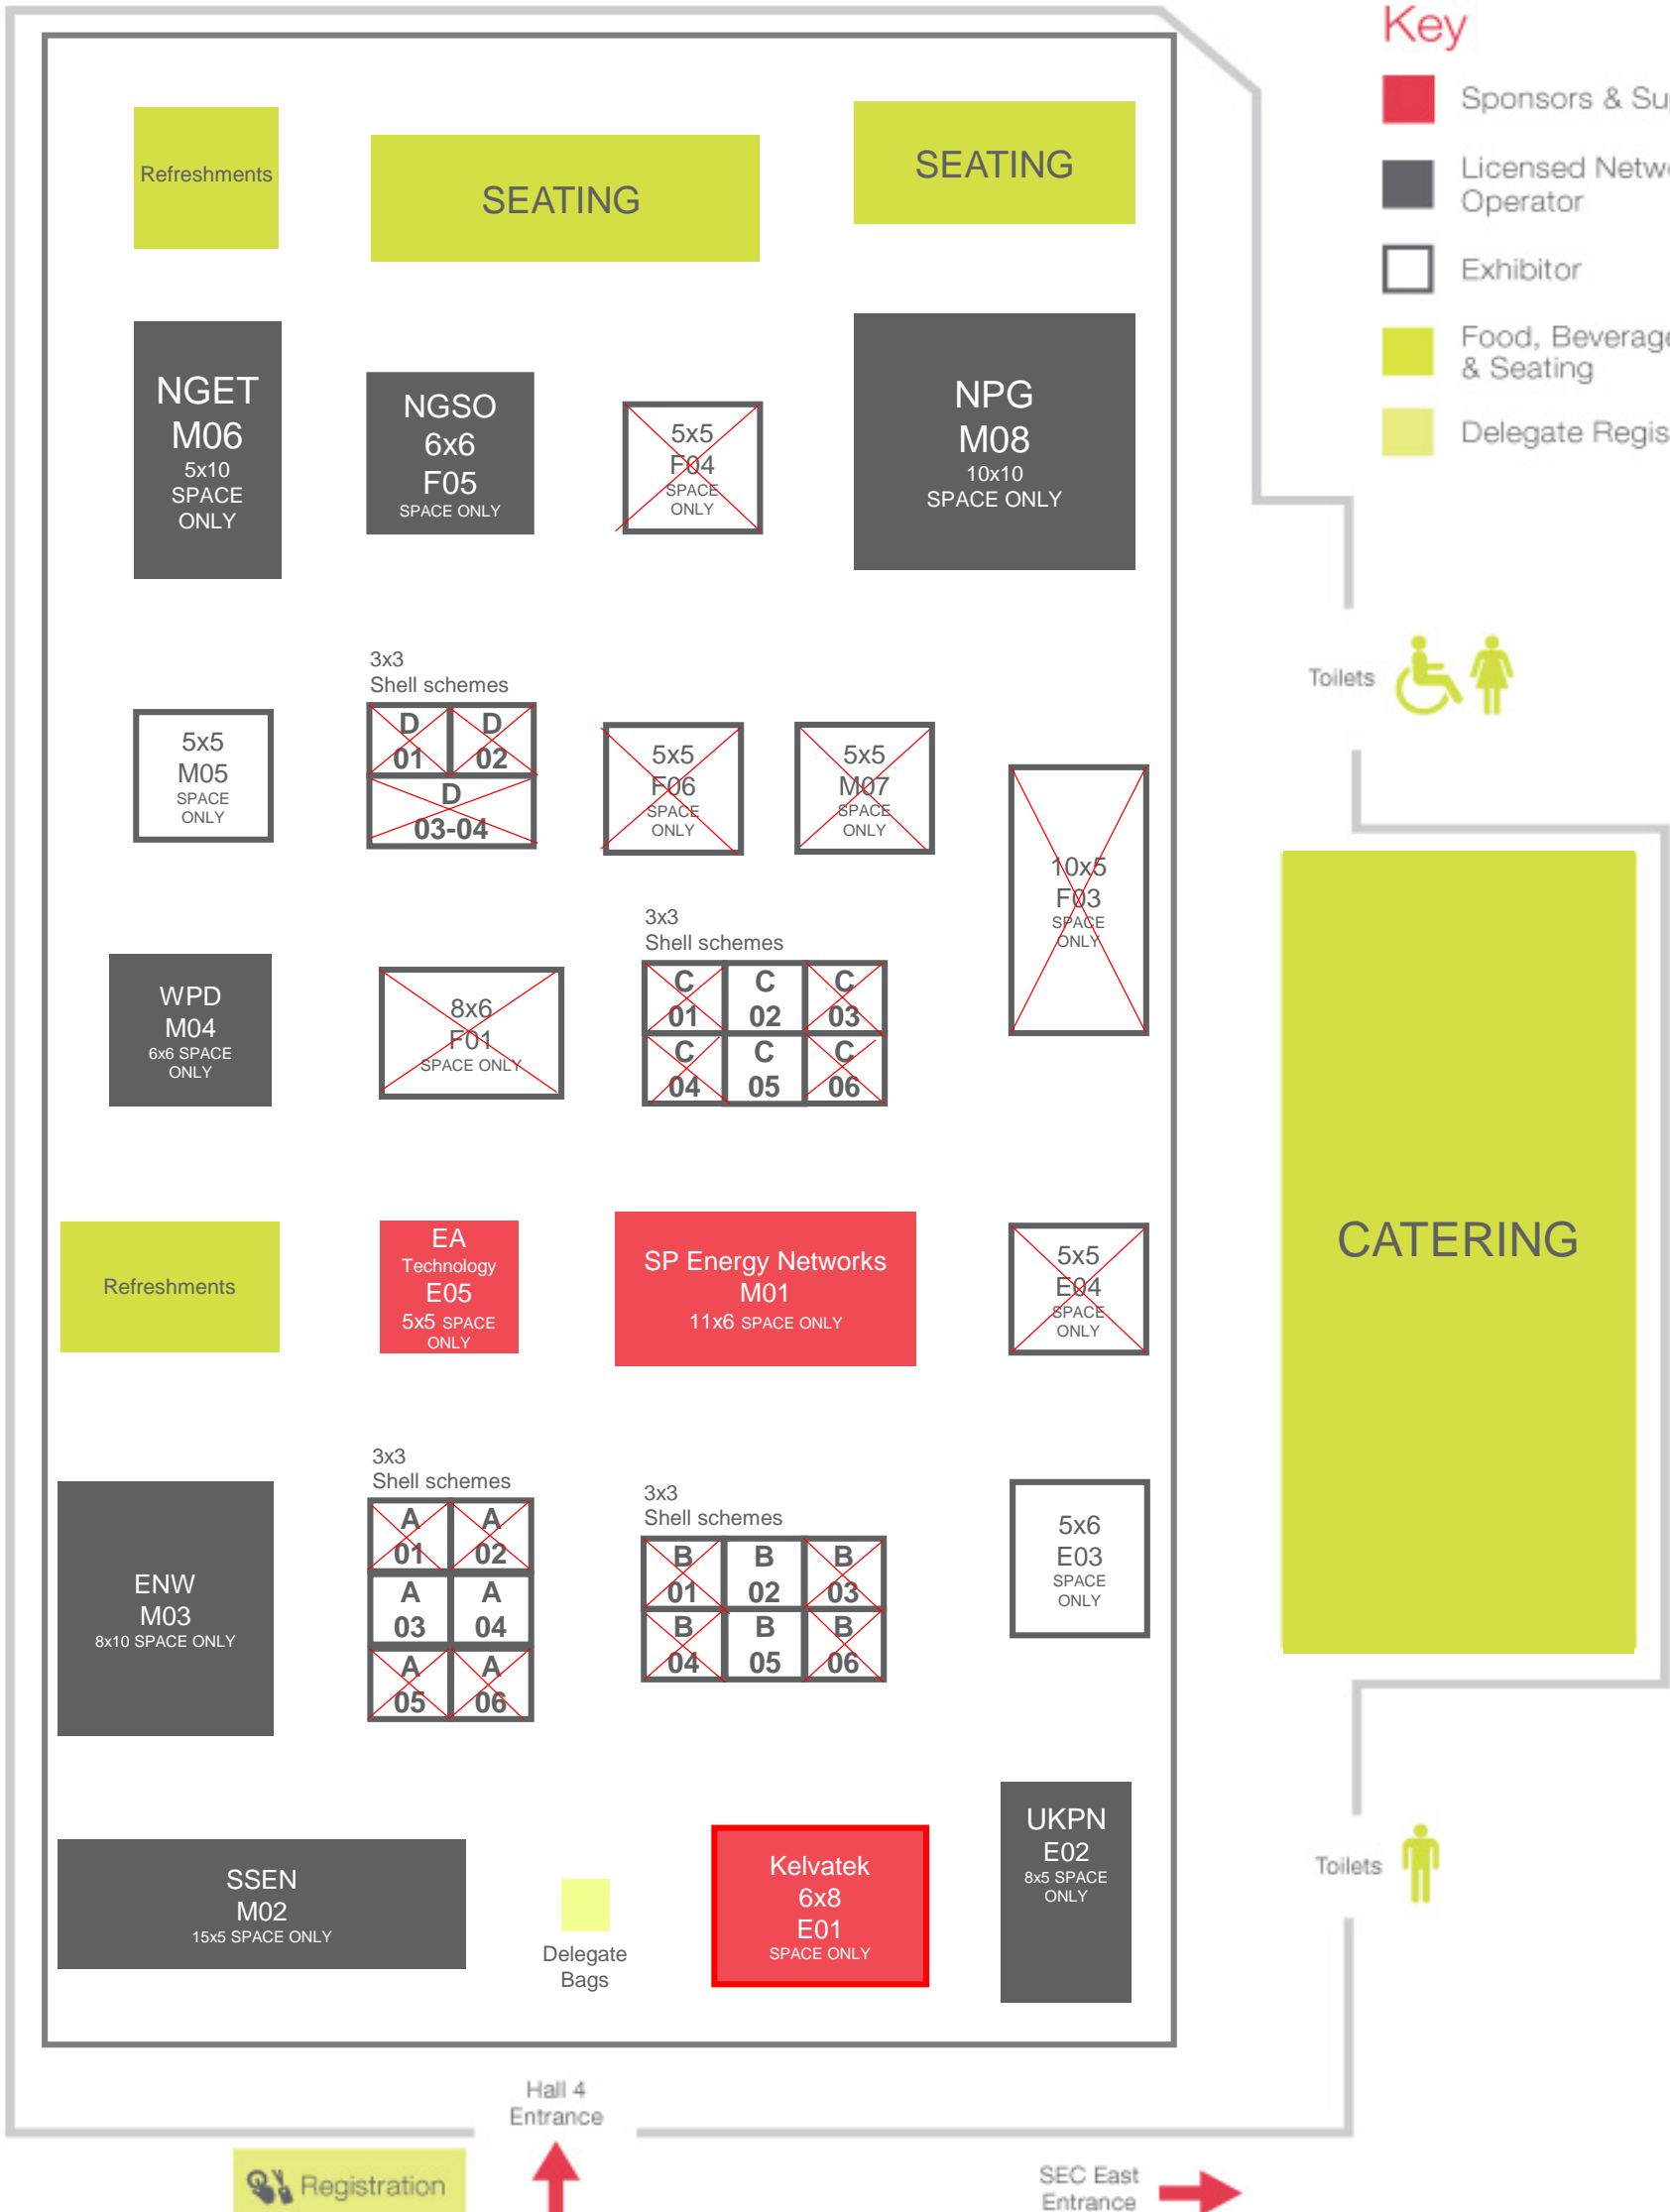 Key
Sponsors & Su
Licensed Netw
Operator
Exhibitor
Food, Beverage
& Seating
Delegate Regis
Refreshments
SEATING
SEATING
NGET
M06
5x10
SPACE
ONLY
NGSO
6x6
F05
SPACE ONLY
5x5
F04
SPACE
ONLY
NPG
M08
10x10
SPACE ONLY
Toilets
3x3
Shell schemes
D
01
D
02
D
03-04
5x5
M05
SPACE
ONLY
5x5
F06
SPACE
ONLY
5x5
M07
SPACE
ONLY
10x5
F03
SPACE
ONLY
WPD
M04
6x6 SPACE
ONLY
8x6
F01
SPACE ONLY
3x3
Shell schemes
C
01
C
02
C
03
C
04
C
05
C
06
CATERING
Refreshments
EA
Technology
E05
5x5 SPACE
ONLY
SP Energy Networks
M01
11x6 SPACE ONLY
5x5
E04
SPACE
ONLY
ENW
M03
8x10 SPACE ONLY
3x3
Shell schemes
A
01
A
02
A
03
A
04
A
05
A
06
3x3
Shell schemes
B
01
B
02
B
03
B
04
B
05
B
06
5x6
E03
SPACE
ONLY
SSEN
M02
15x5 SPACE ONLY
Delegate
Bags
Kelvatek
6x8
E01
SPACE ONLY
UKPN
E02
8x5 SPACE
ONLY
Toilets
Hall 4
Entrance
Registration
SEC East
Entrance